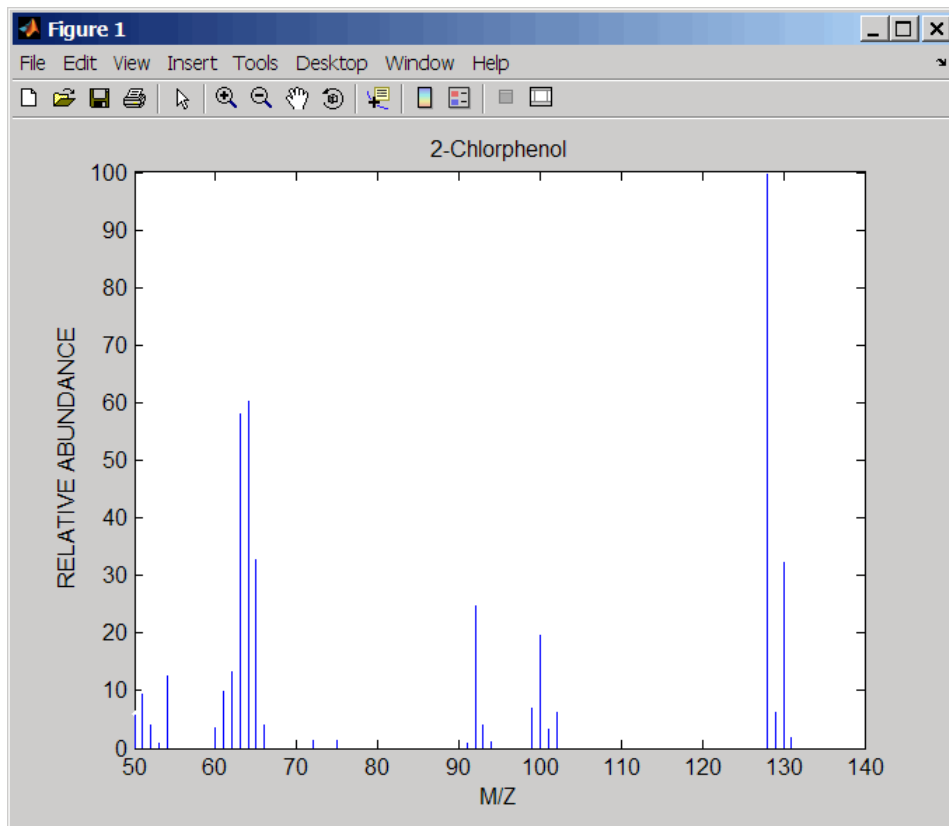 Figure 1
File Edit View Insert Tools Desktop Window Help
2-Chlorphenol
100
90
80
70
60
50
40
30
20
10
0
RELATIVE ABUNDANCE
50 60 70 80 90 100 110 120 130 140
M/Z